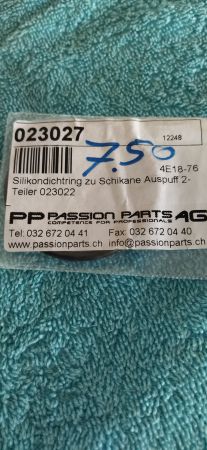 023027
12248
7.50
4E18-76
Silikondichtring zu Schikane Auspuff 2-
Teiler 023022
PP PASSION PARTS AG
COMPETENCE FOR PROFESSIONALS
Tel: 032 672 04 41 Fax: 032 672 04 40
www.passionparts.ch info@passionparts.ch